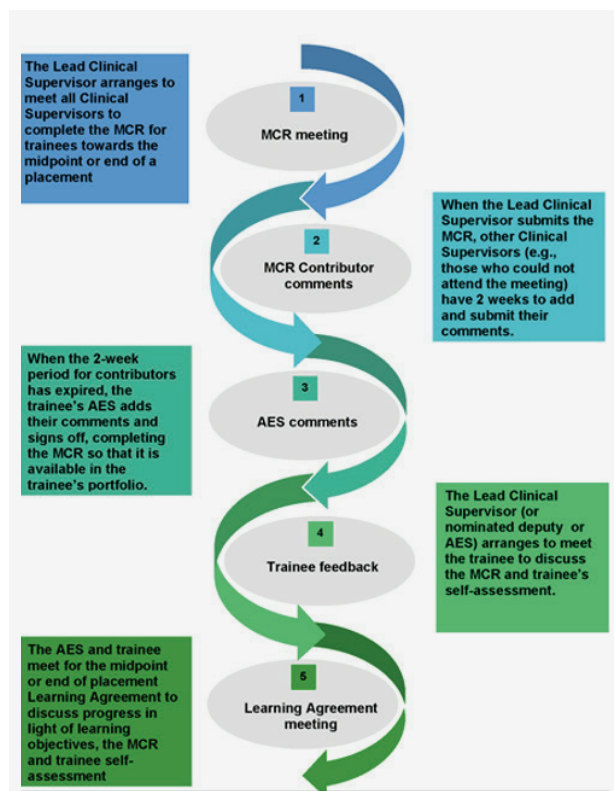 The Lead Clinical
Supervisor arranges to
meet all Clinical
Supervisors to
complete the MCR for
trainees towards the
midpoint or end of a
placement
1
MCR meeting
2
MCR Contributor
comments
When the Lead Clinical
Supervisor submits the
MCR, other Clinical
Supervisors (e.g.,
those who could not
attend the meeting)
have 2 weeks to add
and submit their
comments.
When the 2-week
period for contributors
has expired, the
trainee's AES adds
their comments and
signs off, completing
the MCR so that it is
available in the
trainee's portfolio.
3
AES comments
4
Trainee feedback
The Lead Clinical
Supervisor (or
nominated deputy or
AES) arranges to meet
the trainee to discuss
the MCR and trainee's
self-assessment.
The AES and trainee
meet for the midpoint
or end of placement
Learning Agreement to
discuss progress in
light of learning
objectives, the MCR
and trainee self-
assessment
5
Learning Agreement
meeting